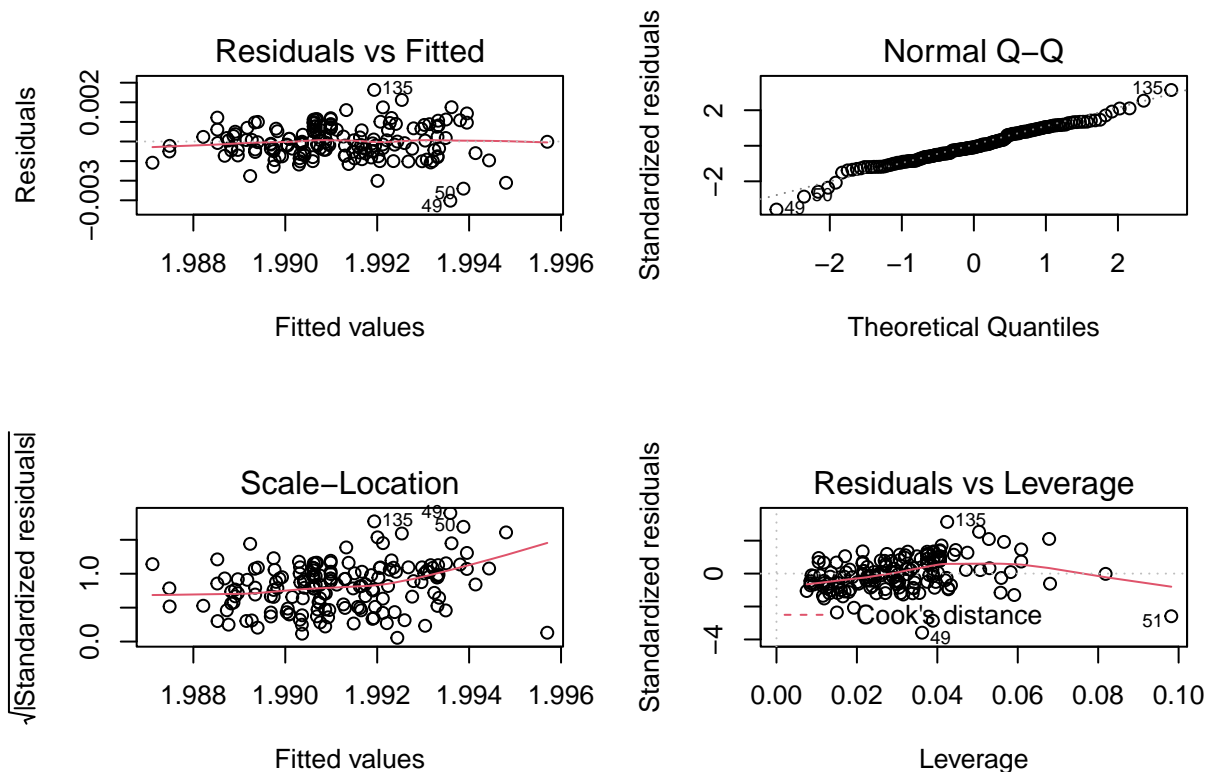 Residuals vs Fitted
Residuals
0.002
−0.003
135
50
49
1.988 1.990 1.992 1.994 1.996
Fitted values
Normal Q−Q
Standardized residuals
2
−2
135
49 50
−2 −1 0 1 2
Theoretical Quantiles
Scale−Location
√|Standardized residuals|
1.0
0.0
49
135 50
1.988 1.990 1.992 1.994 1.996
Fitted values
Residuals vs Leverage
Standardized residuals
0
−4
135
Cook's distance
51
49
0.00 0.02 0.04 0.06 0.08 0.10
Leverage